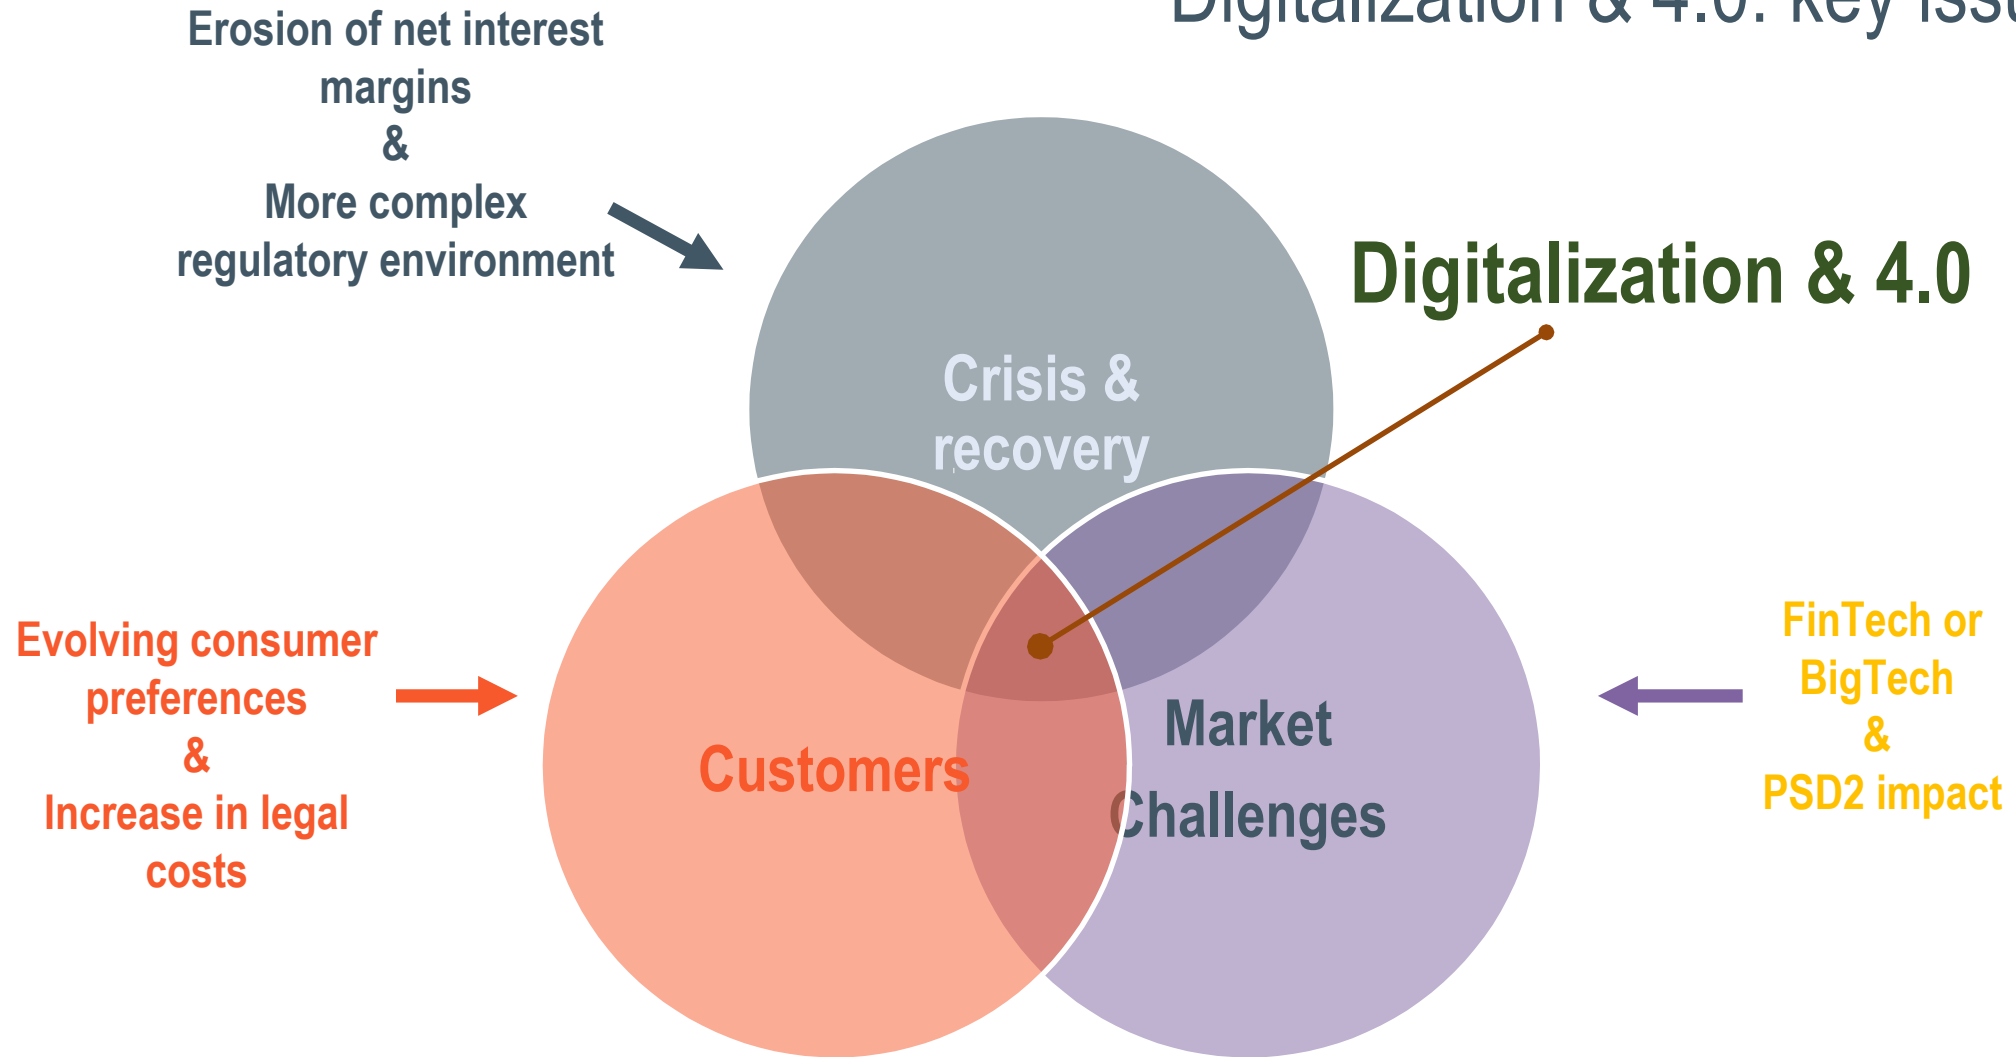 Digitalization & 4.0: key
Erosion of net interest
margins
&
More complex
regulatory environment
Digitalization & 4.0
Crisis &
recovery
Evolving consumer
preferences
&
Increase in legal
costs
Customers
Market
Challenges
FinTech or
BigTech
&
PSD2 impact